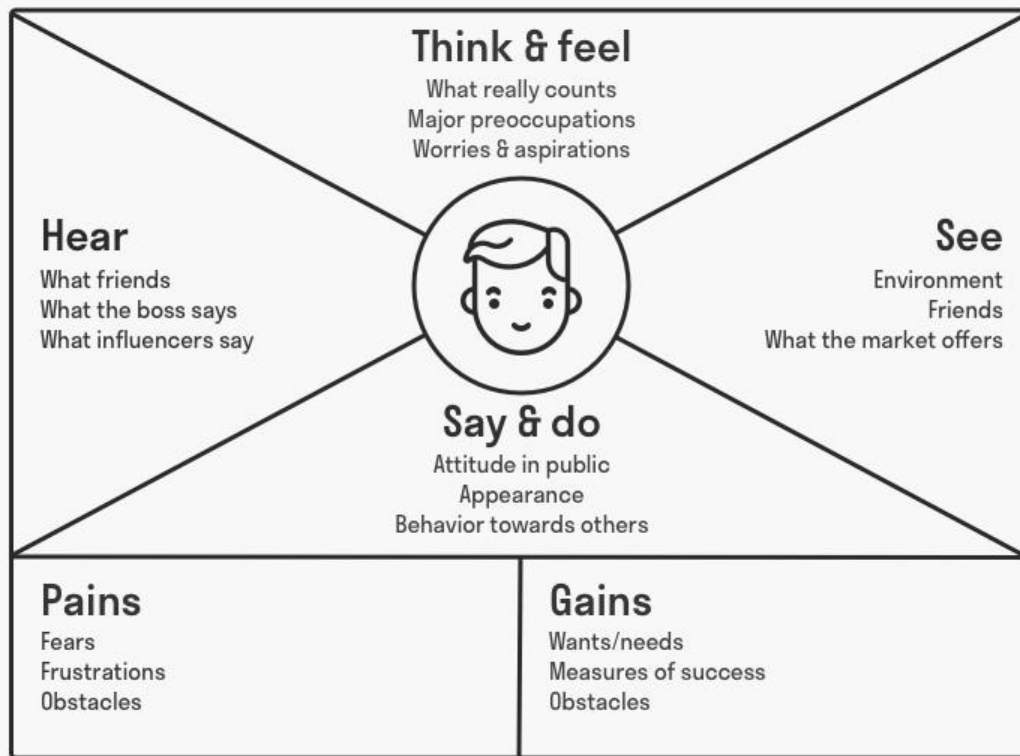 Think & feel
What really counts
Major preoccupations
Worries & aspirations
Hear
What friends
What the boss says
What influencers say
See
Environment
Friends
What the market offers
Say & do
Attitude in public
Appearance
Behavior towards others
Pains
Fears
Frustrations
Obstacles
Gains
Wants/needs
Measures of success
Obstacles